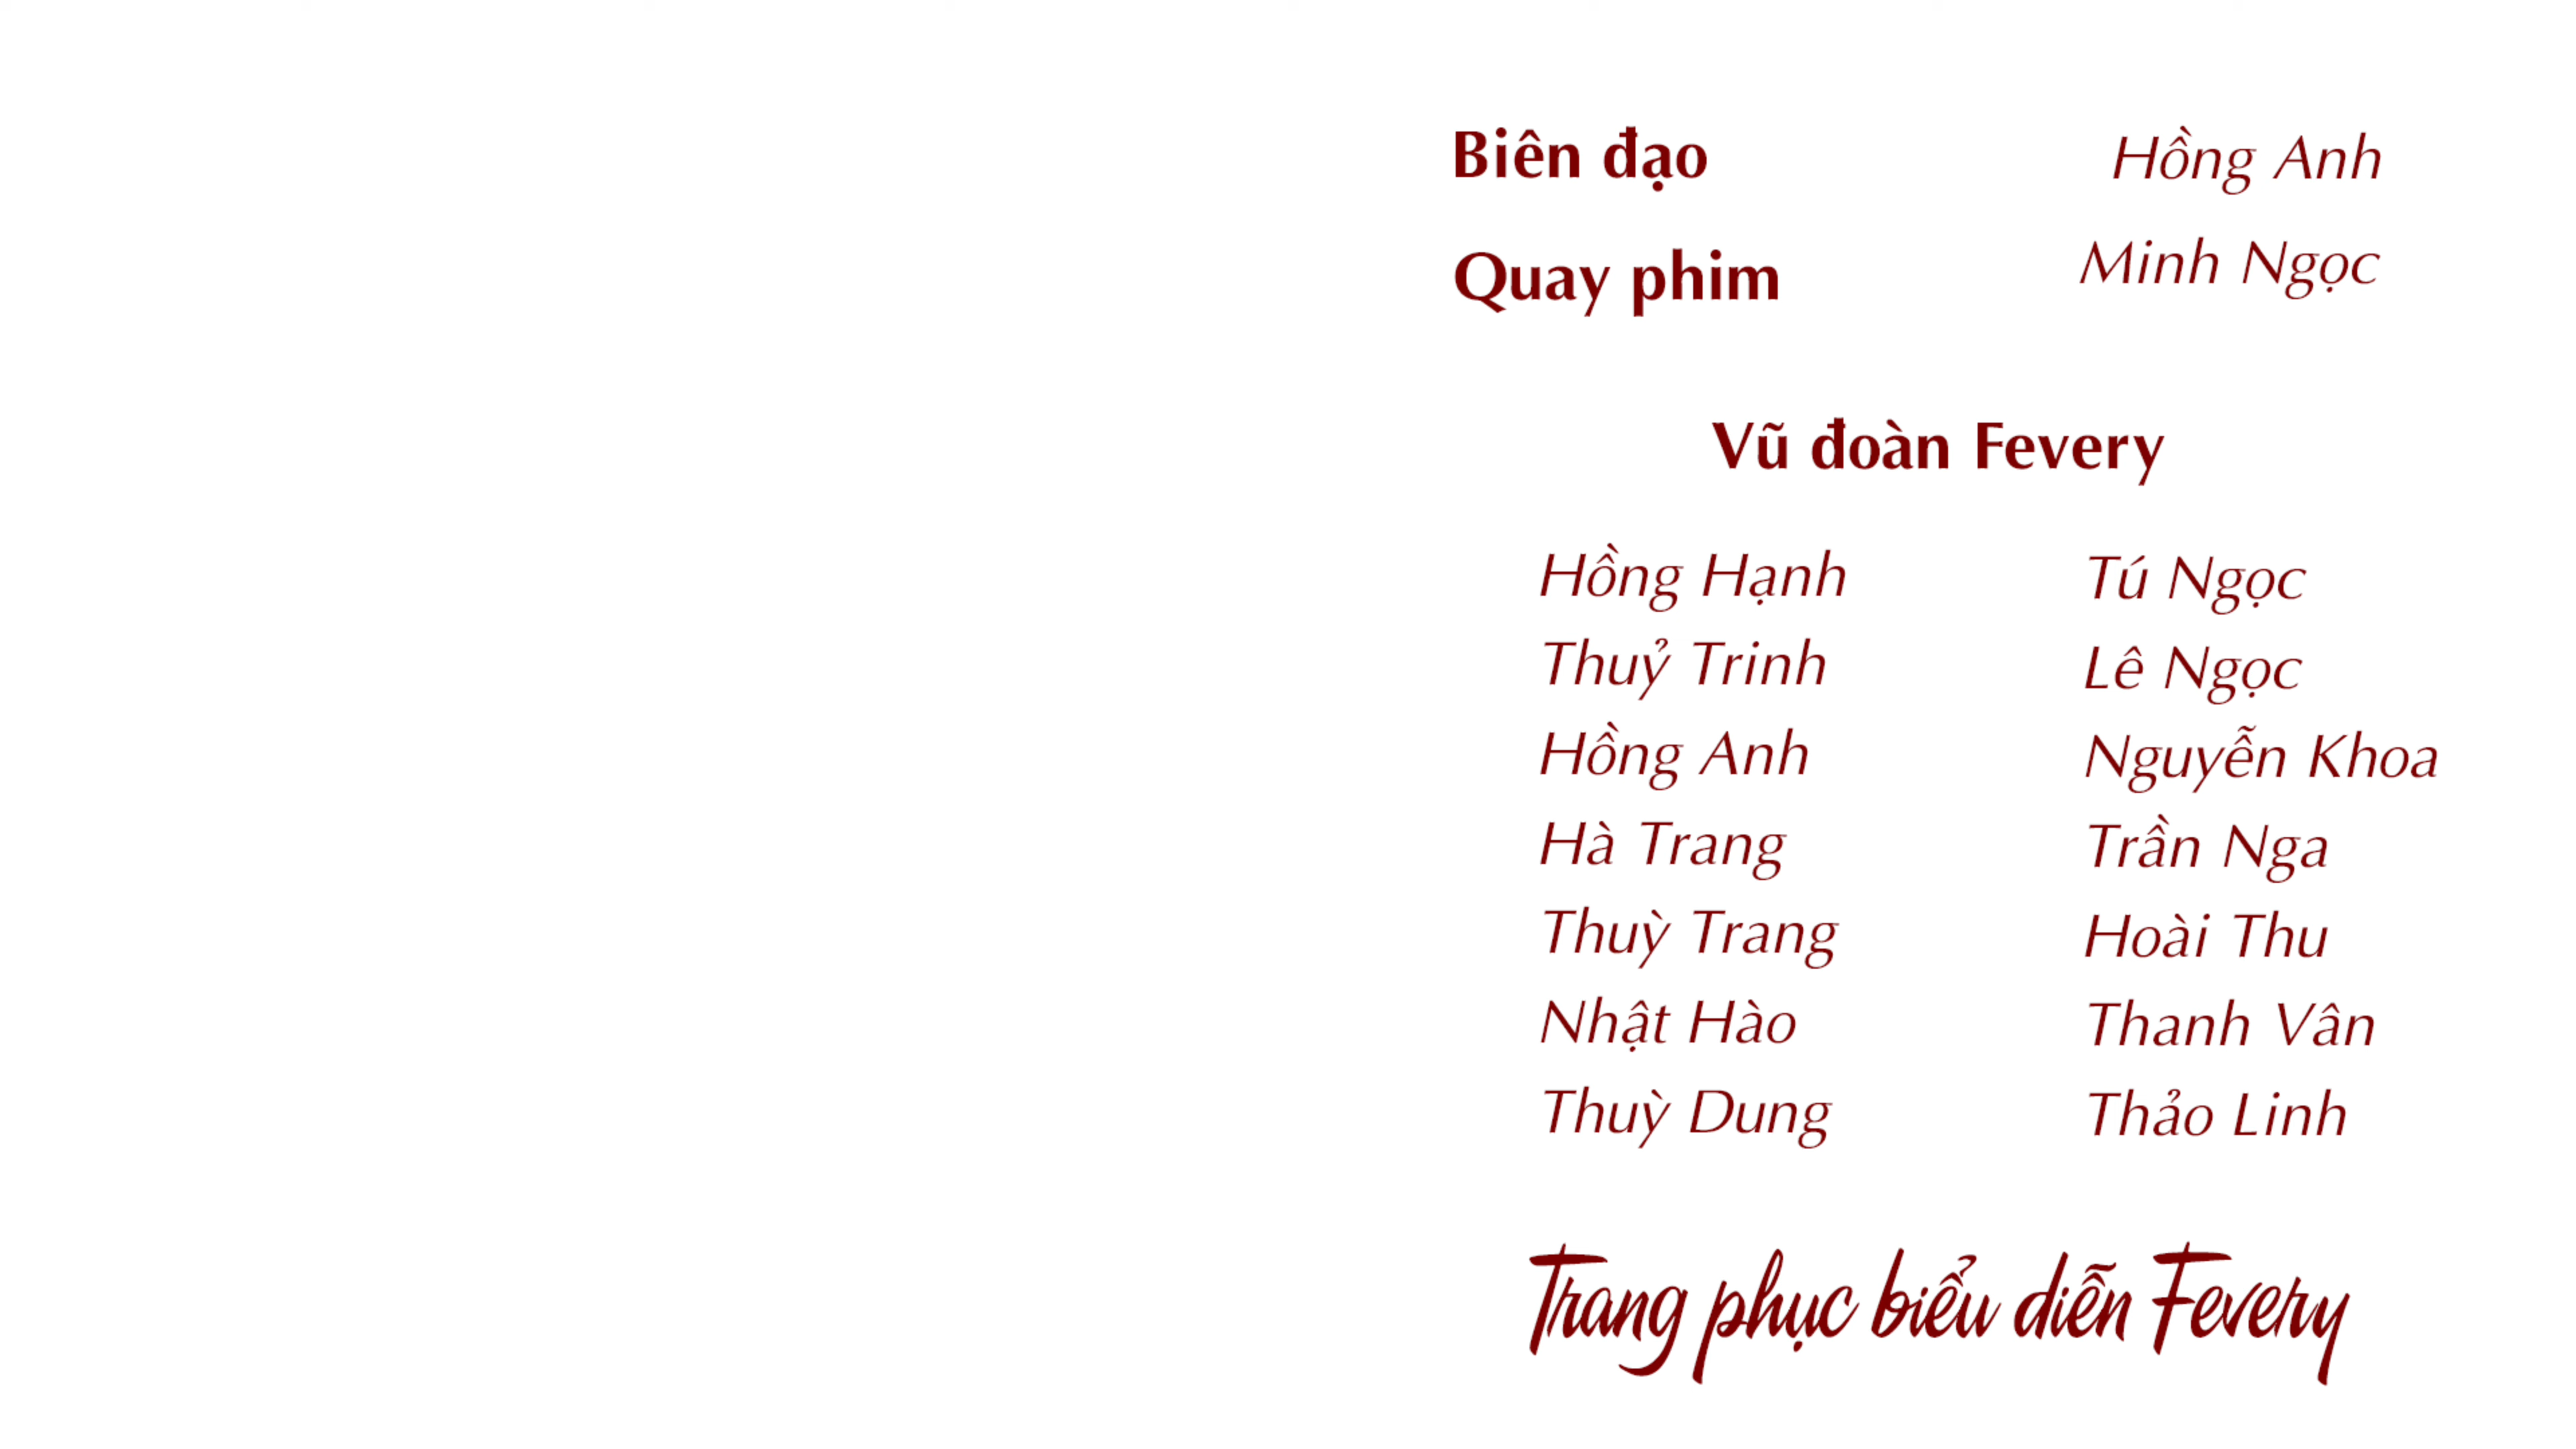 Biên đạo Hồng Anh
Quay phim Minh Ngọc
Vũ đoàn Fevery
Hồng Hạnh Tú Ngọc
Thuỷ Trinh Lê Ngọc
Hồng Anh Nguyễn Khoa
Hà Trang Trần Nga
Thuỳ Trang Hoài Thu
Nhật Hào Thanh Vân
Thuỳ Dung Thảo Linh
Trang phục biểu diễn Fevery